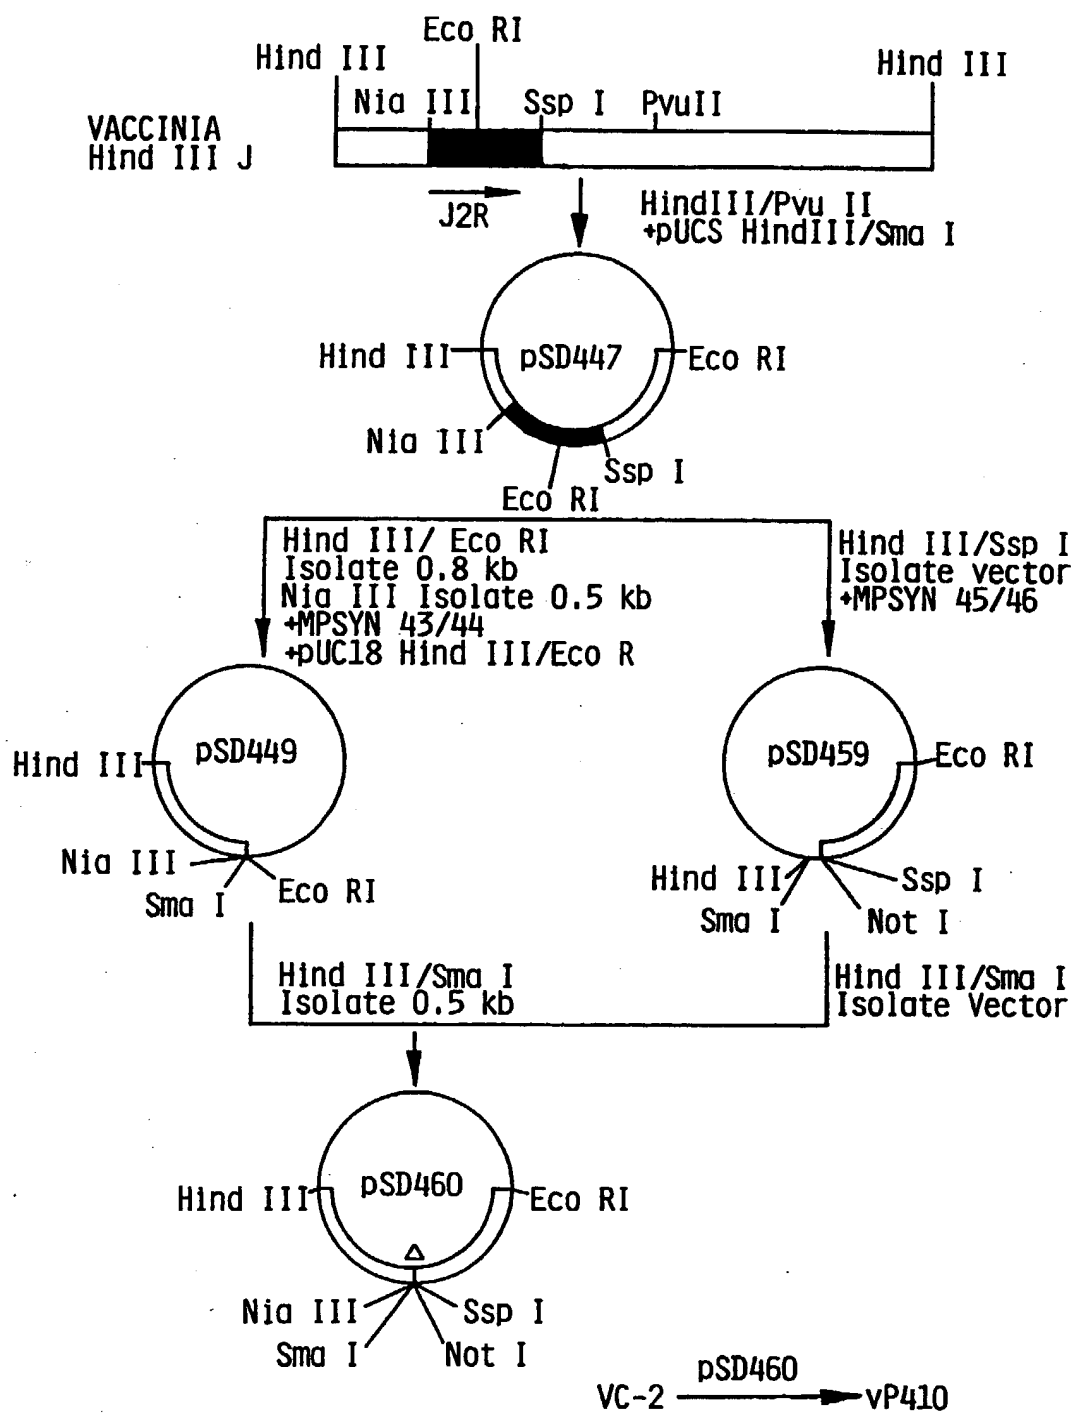 Eco RI
Hind III
Hind III
Nia III
Ssp I
PvuII
VACCINIA
Hind III J
J2R
HindIII/Pvu II
+pUCS HindIII/Sma I
Hind III
pSD447
Eco RI
Nia III
Ssp I
Eco RI
Hind III/ Eco RI
Isolate 0.8 kb
Nia III Isolate 0.5 kb
+MPSYN 43/44
+pUC18 Hind III/Eco R
Hind III/Ssp I
Isolate vector
+MPSYN 45/46
pSD449
Hind III
Nia III
Sma I
Eco RI
pSD459
Eco RI
Hind III
Ssp I
Sma I
Not I
Hind III/Sma I
Isolate 0.5 kb
Hind III/Sma I
Isolate Vector
pSD460
Hind III
Eco RI
Δ
Nia III
Ssp I
Sma I
Not I
pSD460
VC-2
vP410